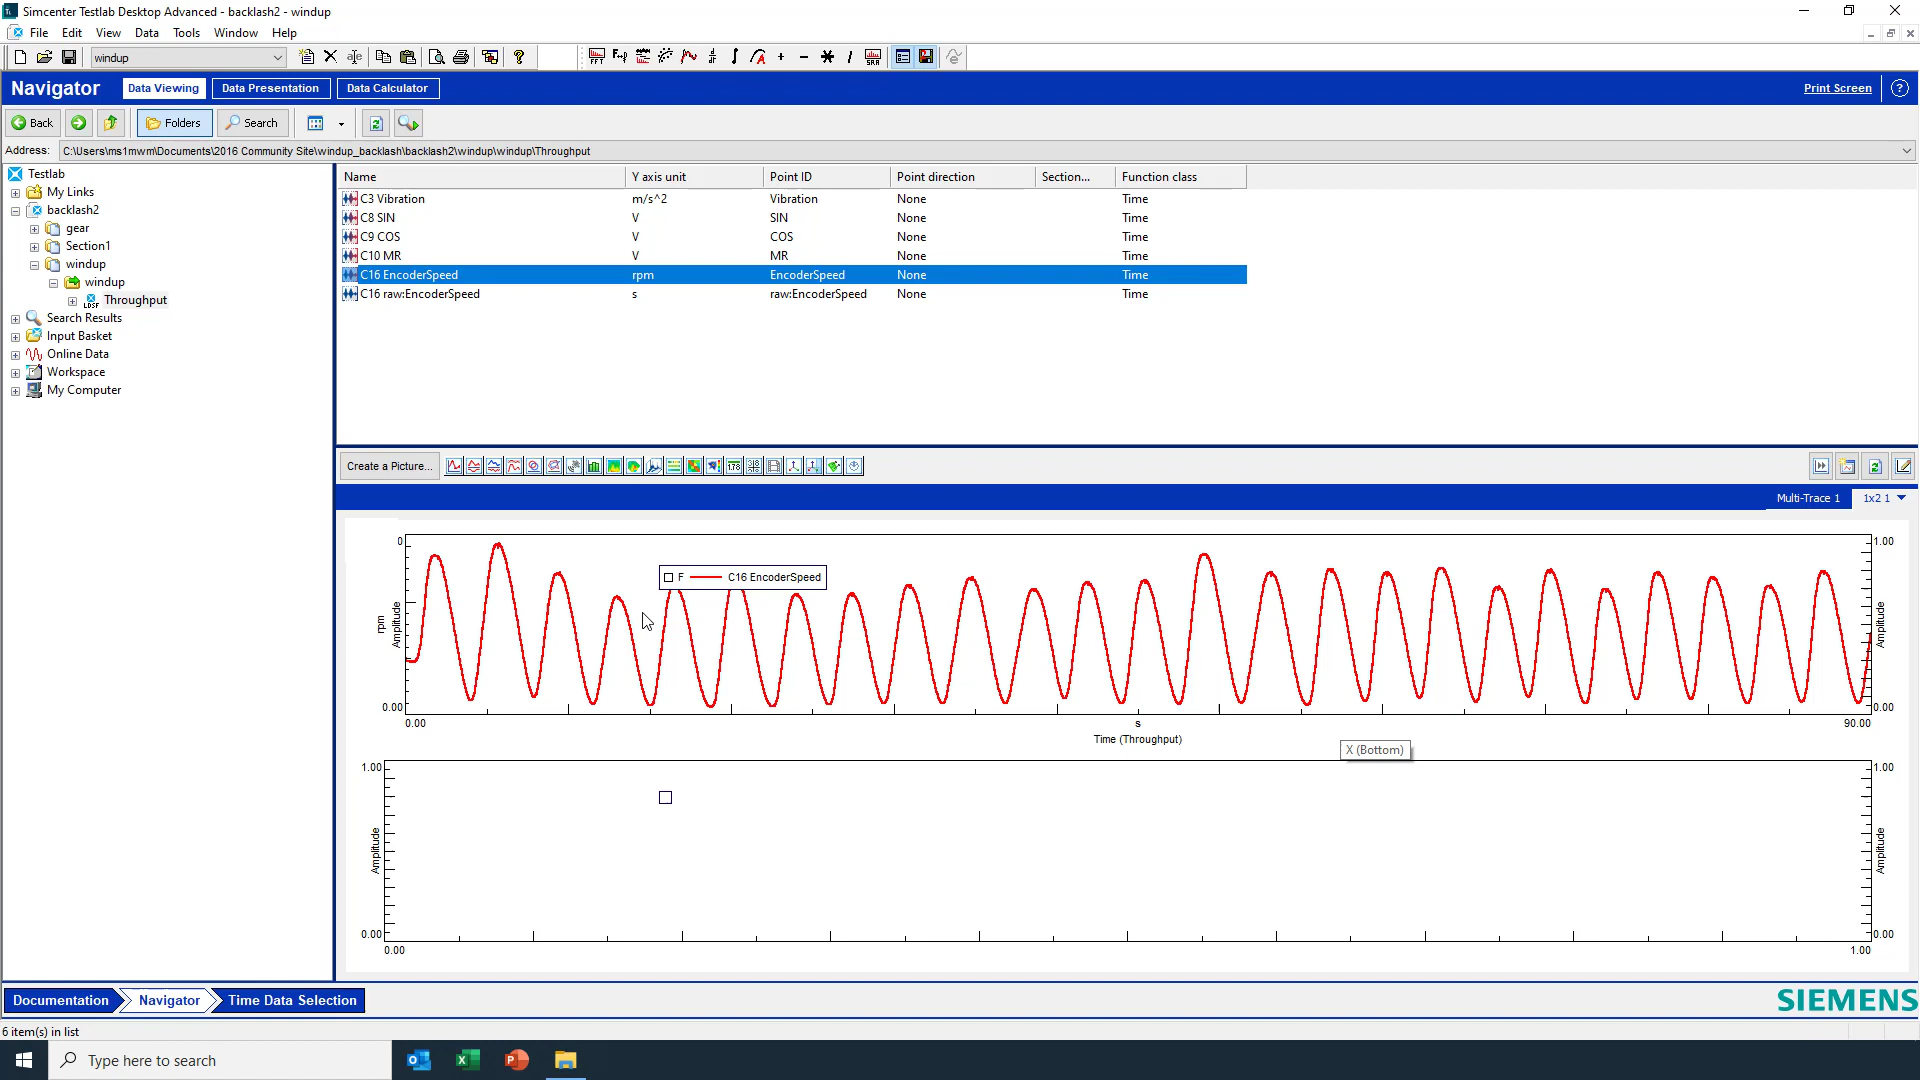 Simcenter Testlab Desktop Advanced - backlash2 - windup
File Edit View Data Tools Window Help
windup
Navigator Data Viewing Data Presentation Data Calculator Print Screen
Back Folders Search
Address: C:\Users\ms1mwm\Documents\2016 Community Site\windup_backlash\backlash2\windup\windup\Throughput
Testlab
My Links
backlash2
gear
Section1
windup
windup
Throughput
Search Results
Input Basket
Online Data
Workspace
My Computer
Name Y axis unit Point ID Point direction Section... Function class
C3 Vibration m/s^2 Vibration None Time
C8 SIN V SIN None Time
C9 COS V COS None Time
C10 MR V MR None Time
C16 EncoderSpeed rpm EncoderSpeed None Time
C16 raw:EncoderSpeed s raw:EncoderSpeed None Time
Create a Picture...
Multi-Trace 1 1x2 1
0 1.00
F C16 EncoderSpeed
rpm
Amplitude
Amplitude
0.00 0.00
0.00 s 90.00
Time (Throughput)
X (Bottom)
1.00 1.00
Amplitude
Amplitude
0.00 0.00
0.00 1.00
Documentation Navigator Time Data Selection
SIEMENS
6 item(s) in list
Type here to search